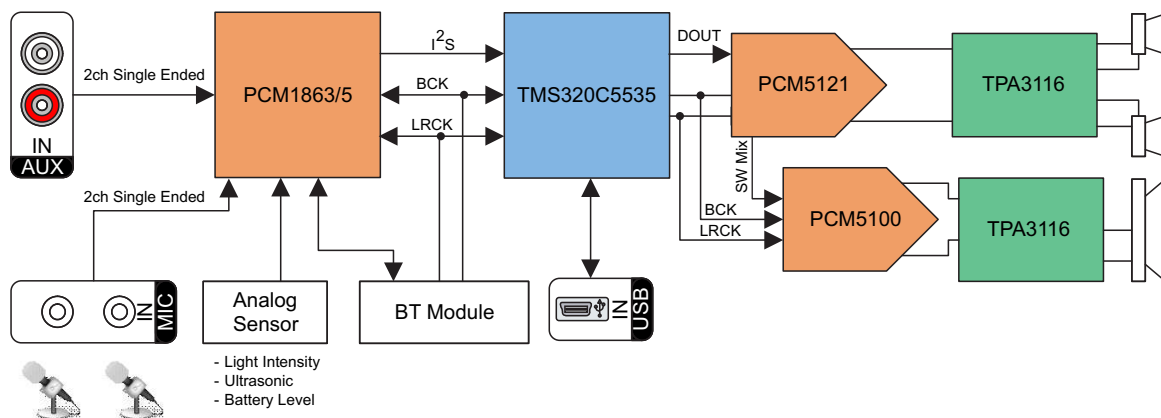 IN
AUX
2ch Single Ended
PCM1863/5
I2S
BCK
LRCK
TMS320C5535
DOUT
PCM5121
TPA3116
SW Mix
BCK
LRCK
PCM5100
TPA3116
2ch Single Ended
IN
MIC
Analog
Sensor
- Light Intensity
- Ultrasonic
- Battery Level
BT Module
IN
USB